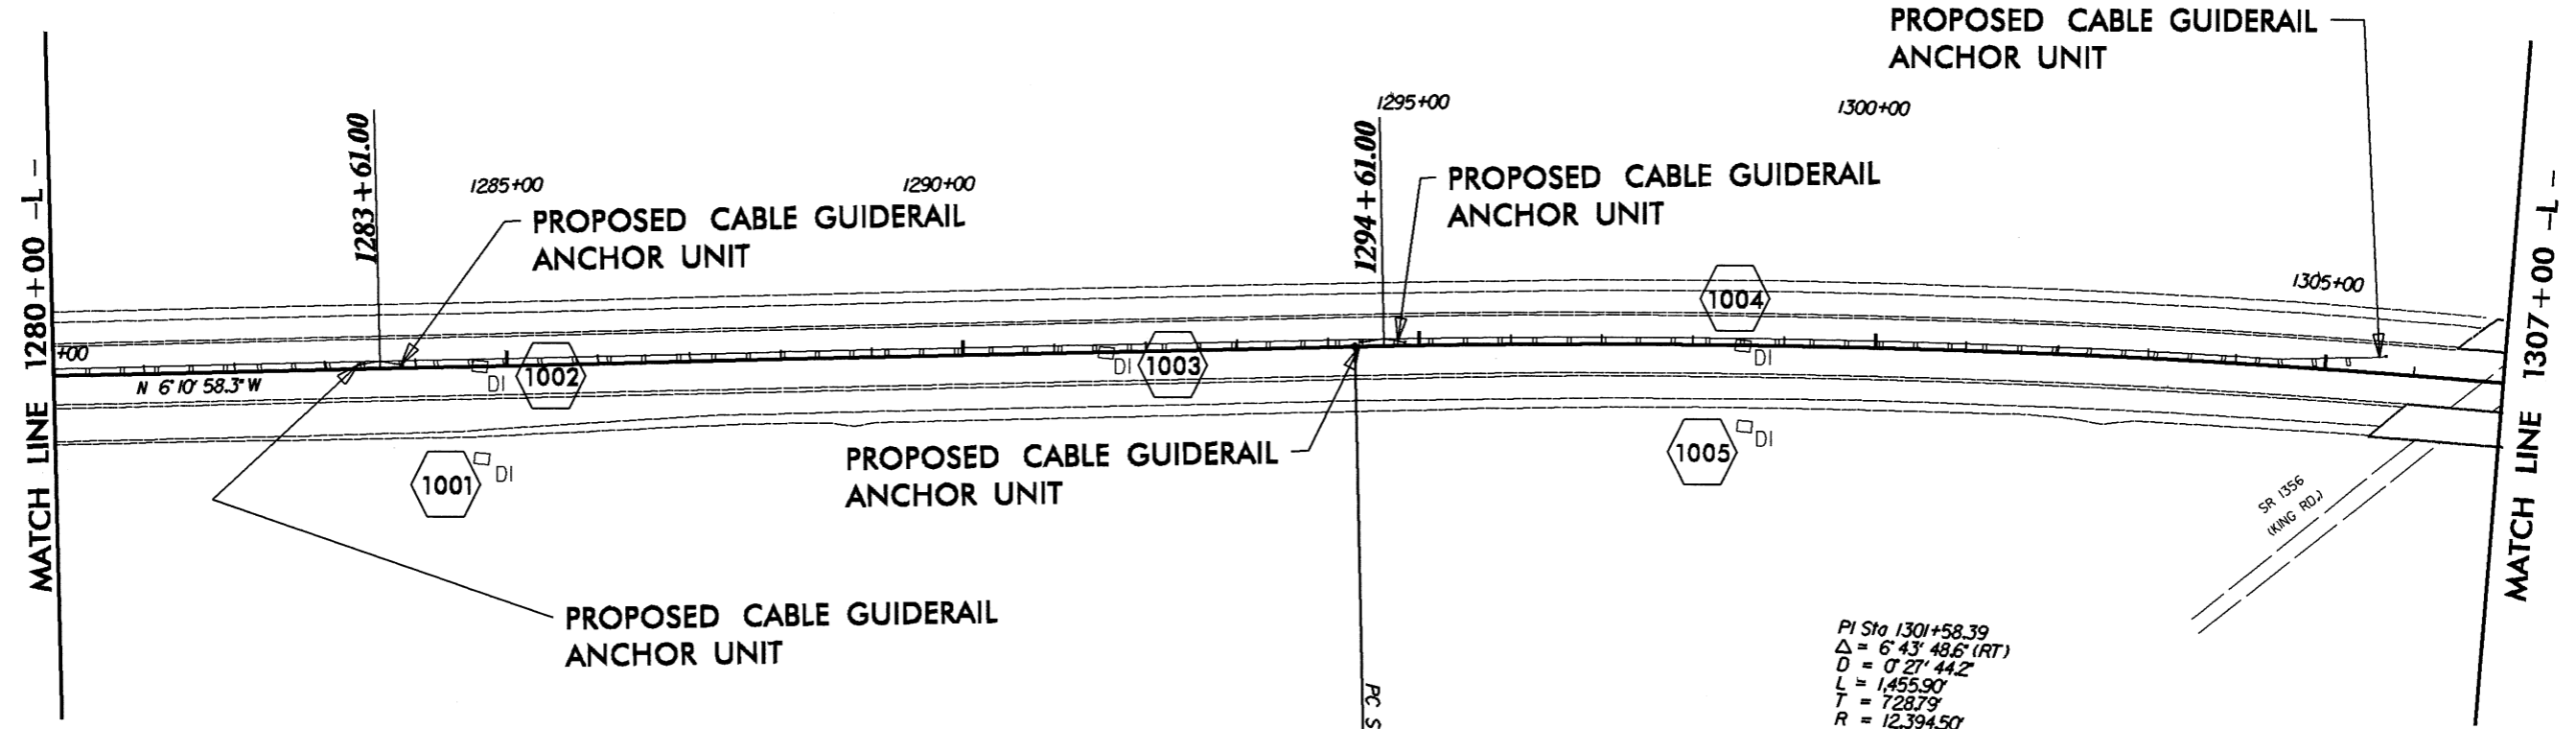 PROPOSED CABLE GUIDERAIL
ANCHOR UNIT
1295+00
1300+00
1283+61.00
1294+61.00
1285+00
1290+00
PROPOSED CABLE GUIDERAIL
ANCHOR UNIT
PROPOSED CABLE GUIDERAIL
ANCHOR UNIT
MATCH LINE 1280+00 -L-
MATCH LINE 1307+00 -L-
1305+00
1004
+00
N 6° 10' 58.3" W
DI
1002
DI
1003
DI
1001
DI
PROPOSED CABLE GUIDERAIL
ANCHOR UNIT
1005
DI
SR 1356
(KING RD.)
PROPOSED CABLE GUIDERAIL
ANCHOR UNIT
PC S
PI Sta 1301+58.39
Δ = 6° 43' 48.6" (RT)
D = 0° 27' 44.2"
L = 1,455.90'
T = 728.79'
R = 12,394.50'